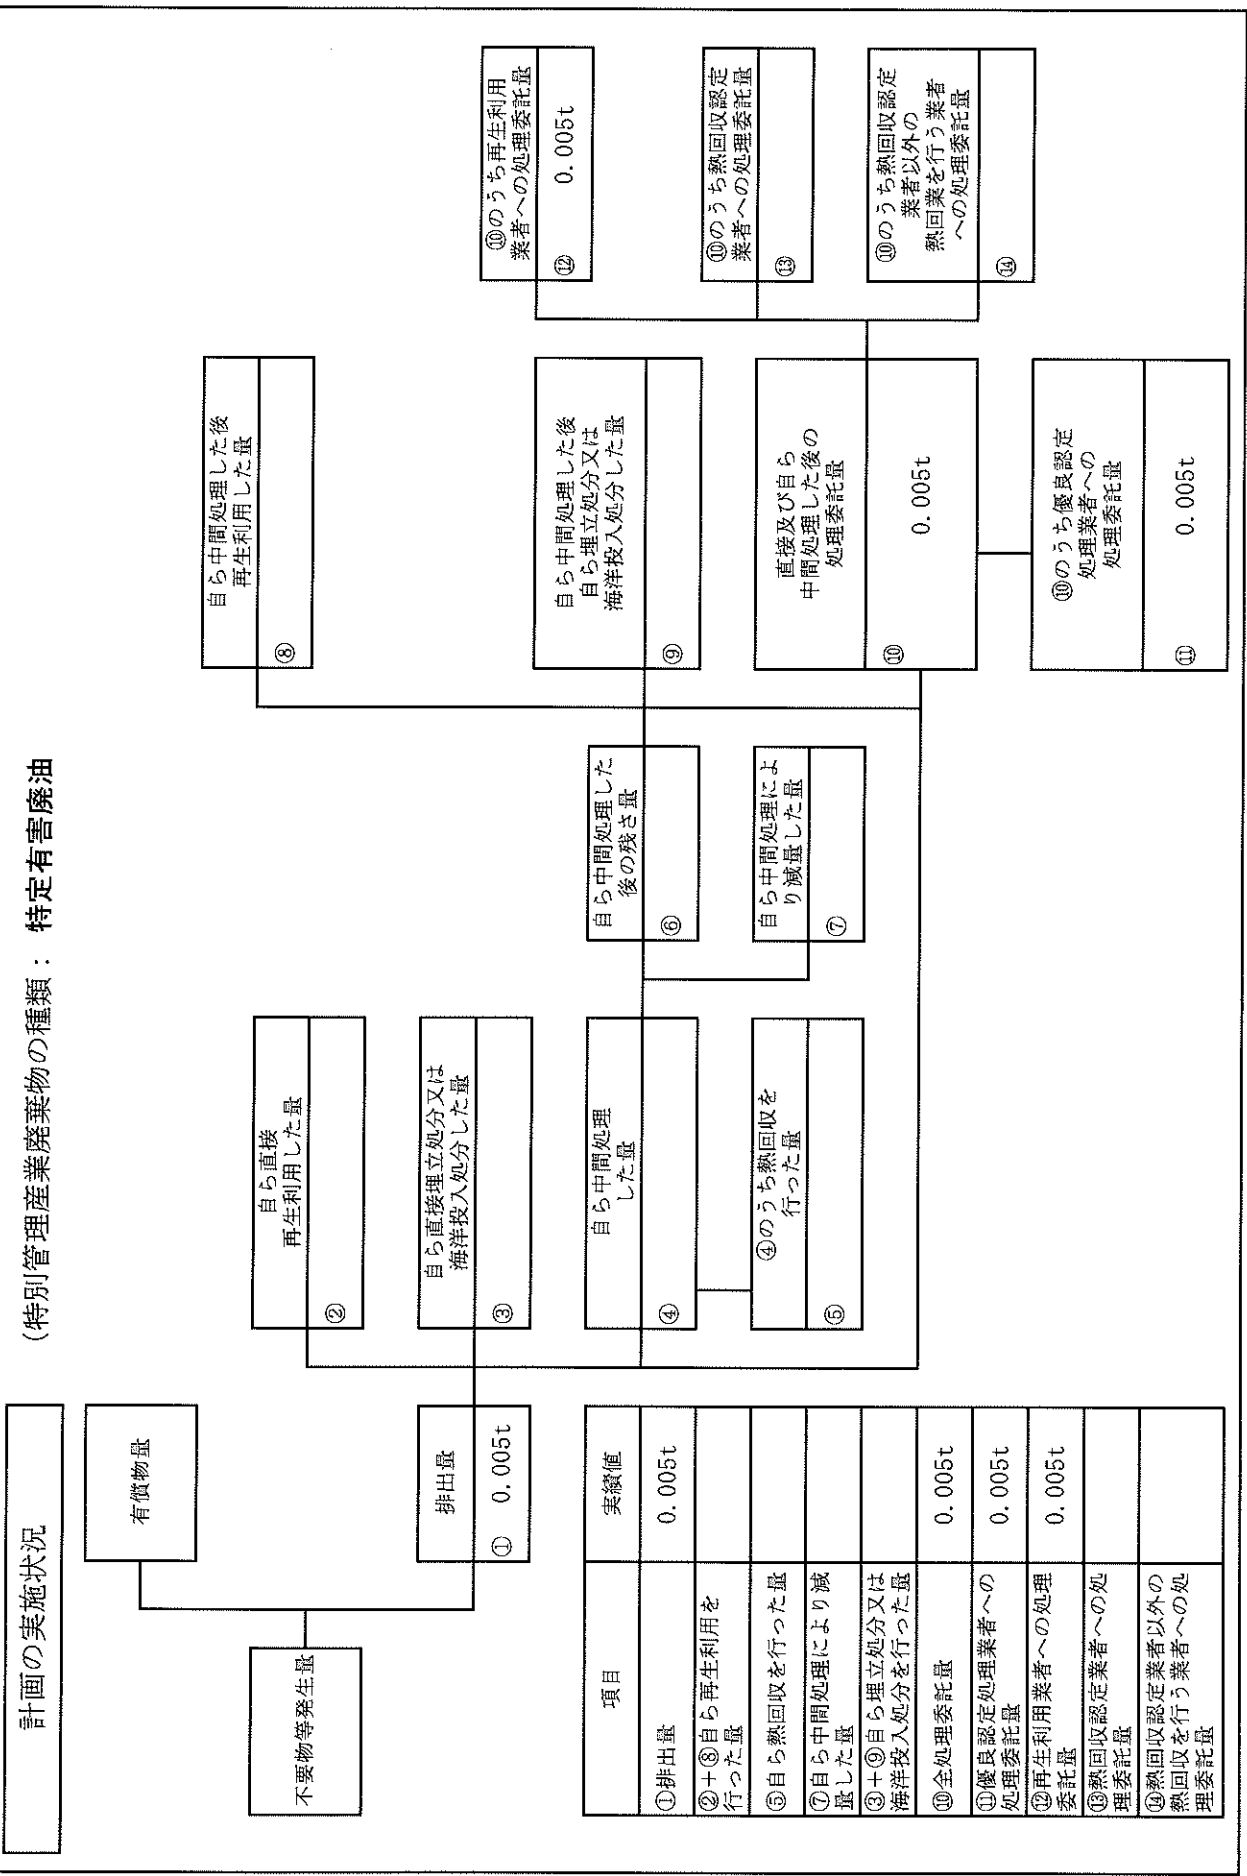 計画の実施状況
(特別管理産業廃棄物の種類： 特定有害廃油
不要物等発生量
有償物量
排出量
① 0.005t
自ら直接
再生利用した量
②
自ら直接埋立処分又は
海洋投入処分した量
③
自ら中間処理
した量
④
④のうち熱回収を
行った量
⑤
自ら中間処理した
後の残さ量
⑥
自ら中間処理によ
り減量した量
⑦
自ら中間処理した後
再生利用した量
⑧
自ら中間処理した後
自ら埋立処分又は
海洋投入処分した量
⑨
直接及び自ら
中間処理した後の
処理委託量
⑩ 0.005t
⑩のうち優良認定
処理業者への
処理委託量
⑪ 0.005t
⑩のうち再生利用
業者への処理委託量
⑫ 0.005t
⑩のうち熱回収認定
業者への処理委託量
⑬
⑩のうち熱回収認定
業者以外の
熱回業を行う業者
への処理委託量
⑭
項目 実績値
①排出量 0.005t
②+⑧自ら再生利用を
行った量
⑤自ら熱回収を行った量
⑦自ら中間処理により減
量した量
③+⑨自ら埋立処分又は
海洋投入処分を行った量
⑩全処理委託量 0.005t
⑪優良認定処理業者への
処理委託量 0.005t
⑫再生利用業者への処理
委託量 0.005t
⑬熱回収認定業者への処
理委託量
⑭熱回収認定業者以外の
熱回収を行う業者への処
理委託量